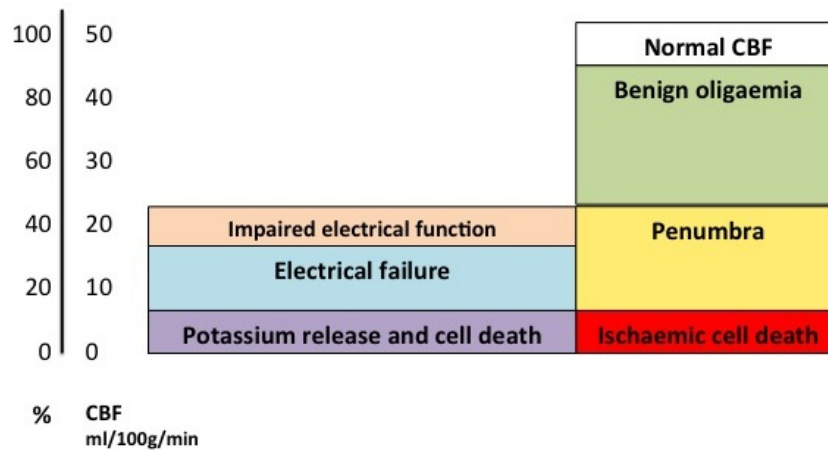 100 50
Normal CBF
80 40
Benign oligaemia
60 30
40 20
Impaired electrical function
Penumbra
Electrical failure
20 10
Potassium release and cell death
Ischaemic cell death
0 0
% CBF
ml/100g/min